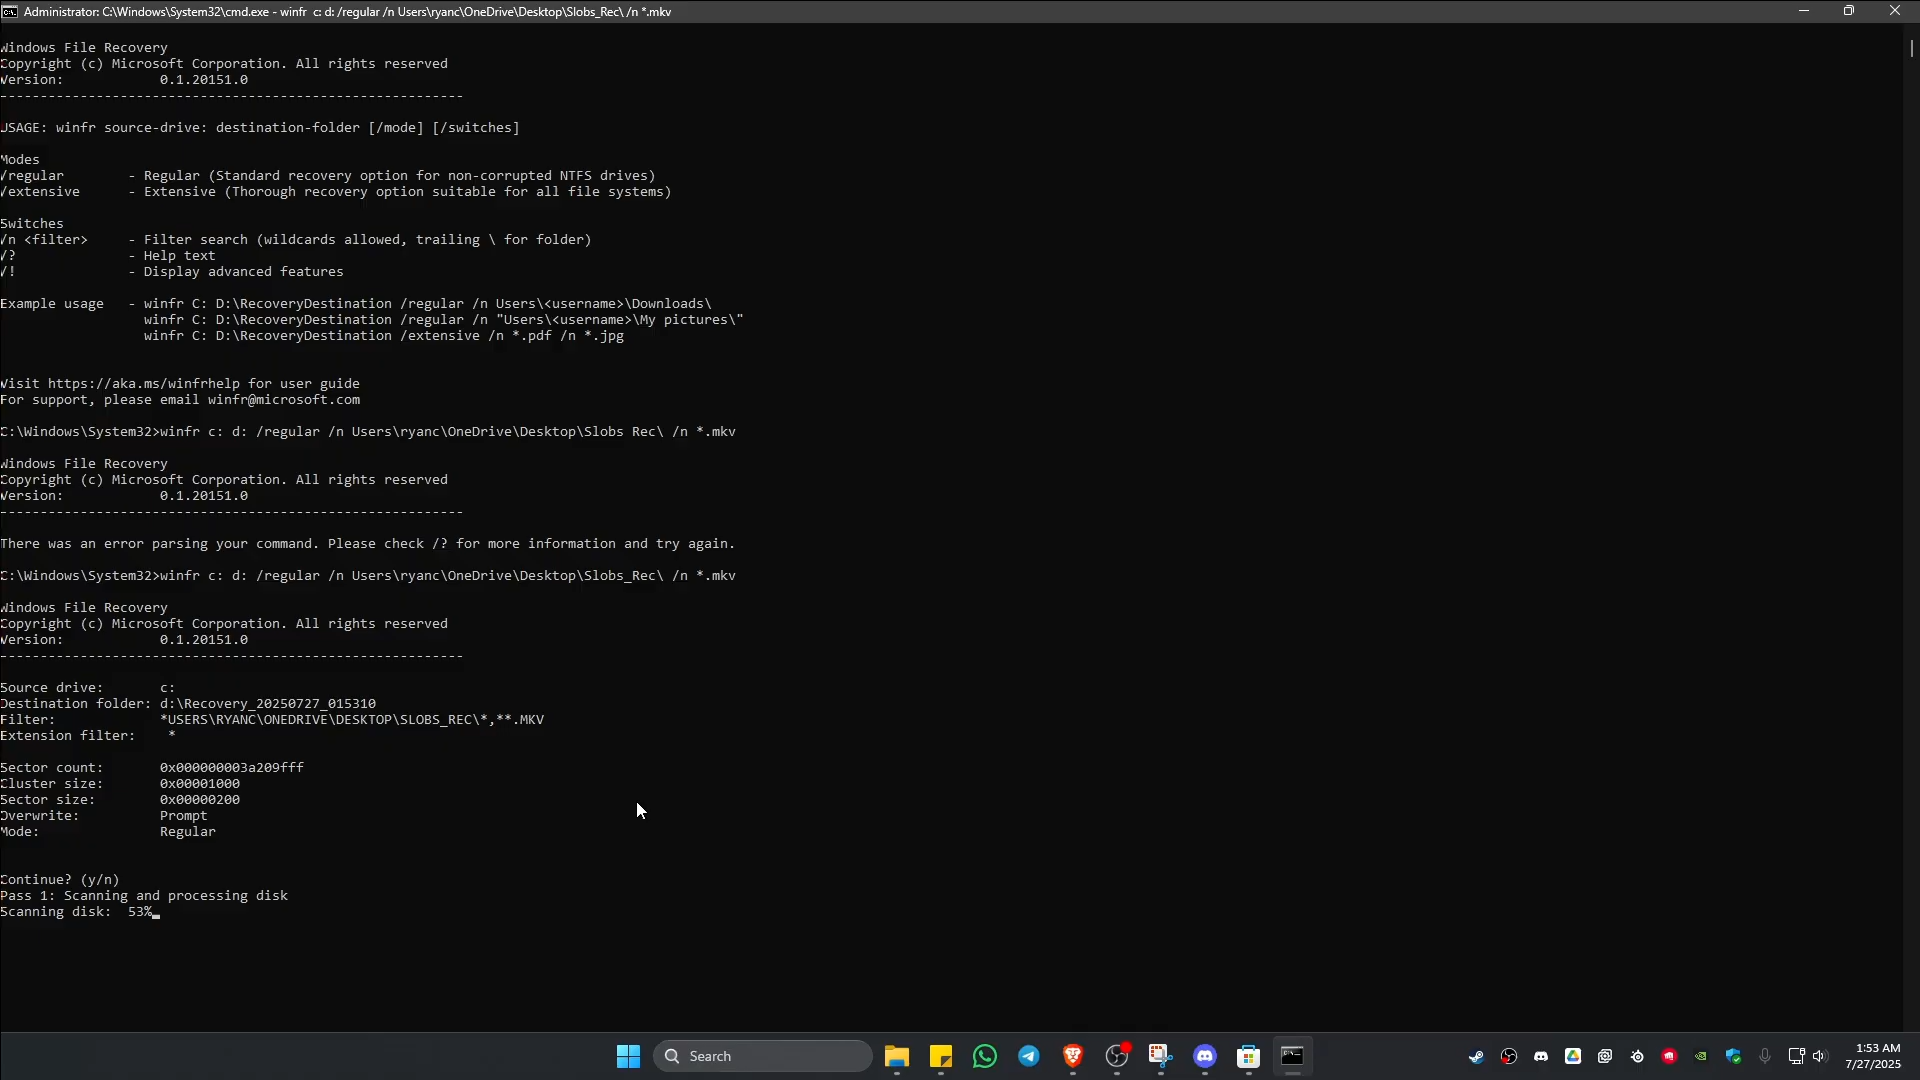 Administrator: C:\Windows\System32\cmd.exe - winfr  c: d: /regular /n Users\ryanc\OneDrive\Desktop\Slobs_Rec\ /n *.mkv
Windows File Recovery
Copyright (c) Microsoft Corporation. All rights reserved
Version:            0.1.20151.0
----------------------------------------------------------
USAGE: winfr source-drive: destination-folder [/mode] [/switches]
Modes
/regular        - Regular (Standard recovery option for non-corrupted NTFS drives)
/extensive      - Extensive (Thorough recovery option suitable for all file systems)
Switches
/n <filter>     - Filter search (wildcards allowed, trailing \ for folder)
/?              - Help text
/!              - Display advanced features
Example usage   - winfr C: D:\RecoveryDestination /regular /n Users\<username>\Downloads\
winfr C: D:\RecoveryDestination /regular /n "Users\<username>\My pictures\"
winfr C: D:\RecoveryDestination /extensive /n *.pdf /n *.jpg
Visit https://aka.ms/winfrhelp for user guide
For support, please email winfr@microsoft.com
C:\Windows\System32>winfr c: d: /regular /n Users\ryanc\OneDrive\Desktop\Slobs Rec\ /n *.mkv
Windows File Recovery
Copyright (c) Microsoft Corporation. All rights reserved
Version:            0.1.20151.0
----------------------------------------------------------
There was an error parsing your command. Please check /? for more information and try again.
C:\Windows\System32>winfr c: d: /regular /n Users\ryanc\OneDrive\Desktop\Slobs_Rec\ /n *.mkv
Windows File Recovery
Copyright (c) Microsoft Corporation. All rights reserved
Version:            0.1.20151.0
----------------------------------------------------------
Source drive:       c:
Destination folder: d:\Recovery_20250727_015310
Filter:             *USERS\RYANC\ONEDRIVE\DESKTOP\SLOBS_REC\*,**.MKV
Extension filter:    *
Sector count:       0x000000003a209fff
Cluster size:       0x00001000
Sector size:        0x00000200
Overwrite:          Prompt
Mode:               Regular
Continue? (y/n)
Pass 1: Scanning and processing disk
Scanning disk:  53%
Search
1:53 AM
7/27/2025